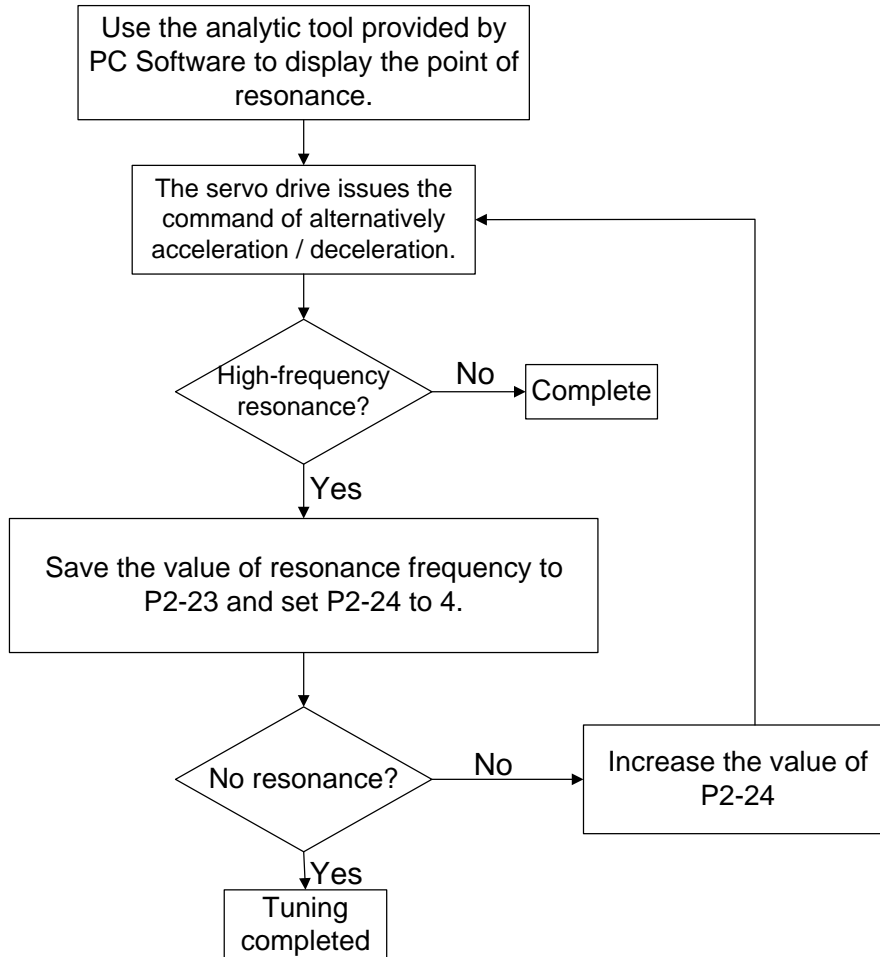 Use the analytic tool provided by
PC Software to display the point of
resonance.
The servo drive issues the
command of alternatively
acceleration / deceleration.
High-frequency
resonance?
No
Complete
Yes
Save the value of resonance frequency to
P2-23 and set P2-24 to 4.
No resonance?
No
Increase the value of
P2-24
Yes
Tuning
completed